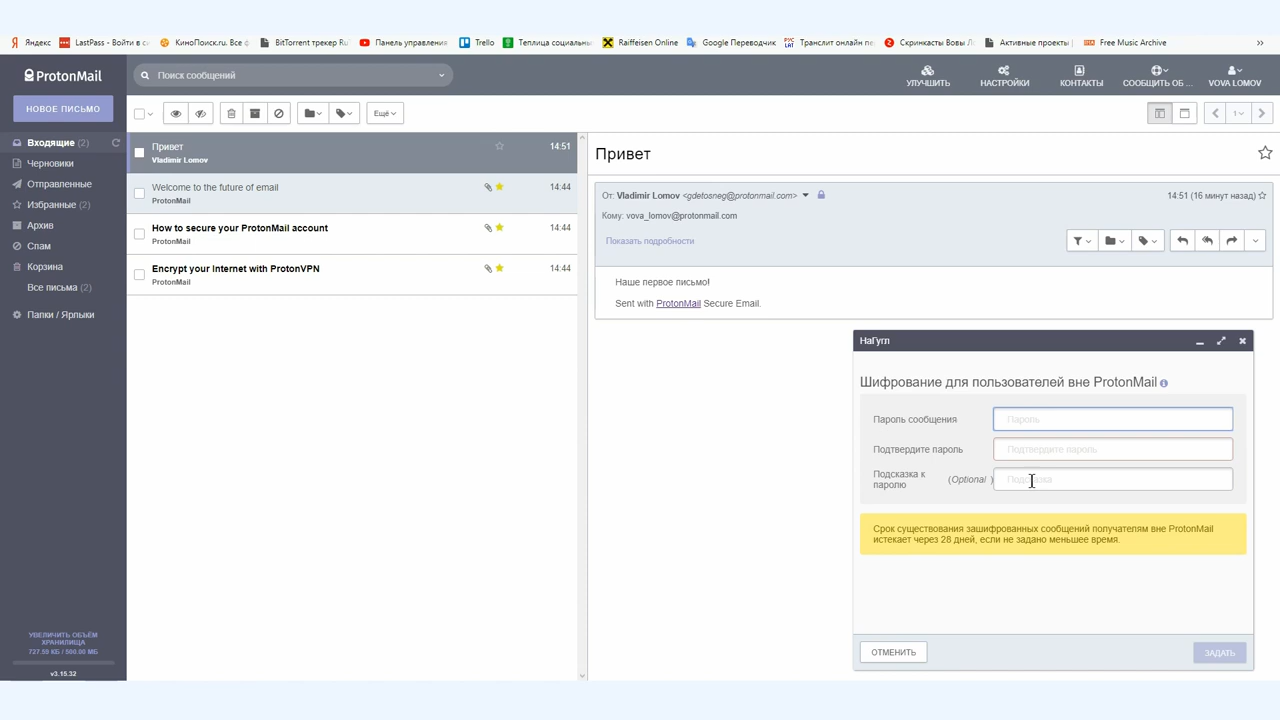 Яндекс
LastPass - Войти в си
КиноПоиск.ru. Все ф
BitTorrent трекер RuT
Панель управления
Trello
Теплица социальны
Raiffeisen Online
Google Переводчик
РУС LAT
Транслит онлайн пе
Скринкасты Вовы Л
Активные проекты |
Free Music Archive
»
ProtonMail
Поиск сообщений
УЛУЧШИТЬ
НАСТРОЙКИ
КОНТАКТЫ
СООБЩИТЬ ОБ ...
VOVA LOMOV
НОВОЕ ПИСЬМО
Ещё
1
Входящие (2)
Черновики
Отправленные
Избранные (2)
Архив
Спам
Корзина
Все письма (2)
Папки / Ярлыки
УВЕЛИЧИТЬ ОБЪЁМ
ХРАНИЛИЩА
727.59 КБ / 500.00 МБ
v3.15.32
Привет 14:51
Vladimir Lomov
Welcome to the future of email 14:44
ProtonMail
How to secure your ProtonMail account 14:44
ProtonMail
Encrypt your internet with ProtonVPN 14:44
ProtonMail
Привет
От: Vladimir Lomov <gdetosneg@protonmail.com> 14:51 (16 минут назад)
Кому: vova_lomov@protonmail.com
Показать подробности
Наше первое письмо!
Sent with ProtonMail Secure Email.
НаГугл
Шифрование для пользователей вне ProtonMail
Пароль сообщения Пароль
Подтвердите пароль Подтвердите пароль
Подсказка к
паролю (Optional ) Подсказка
Срок существования зашифрованных сообщений получателям вне ProtonMail
истекает через 28 дней, если не задано меньшее время.
ОТМЕНИТЬ
ЗАДАТЬ